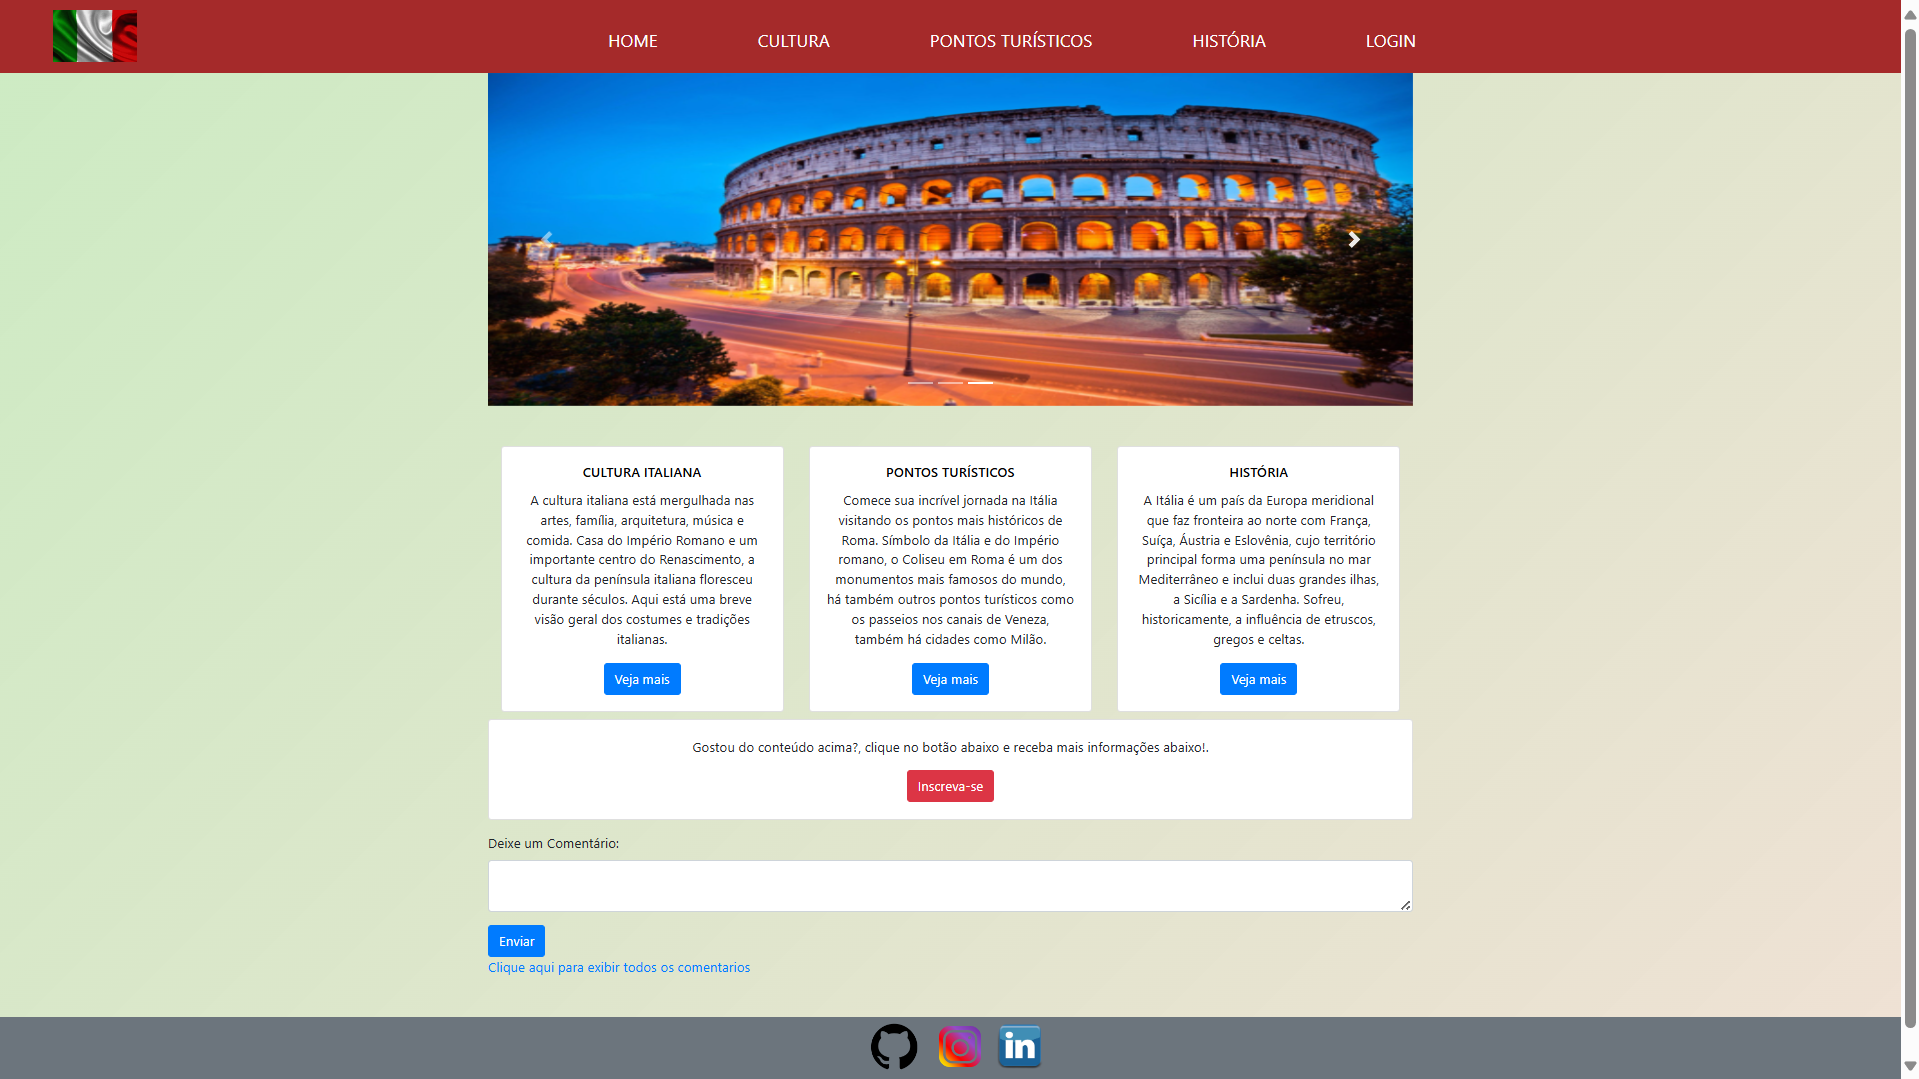 HOME
CULTURA
PONTOS TURÍSTICOS
HISTÓRIA
LOGIN
CULTURA ITALIANA
A cultura italiana está mergulhada nas
artes, família, arquitetura, música e
comida. Casa do Império Romano e um
importante centro do Renascimento, a
cultura da península italiana floresceu
durante séculos. Aqui está uma breve
visão geral dos costumes e tradições
italianas.
Veja mais
PONTOS TURÍSTICOS
Comece sua incrível jornada na Itália
visitando os pontos mais históricos de
Roma. Símbolo da Itália e do Império
romano, o Coliseu em Roma é um dos
monumentos mais famosos do mundo,
há também outros pontos turísticos como
os passeios nos canais de Veneza,
também há cidades como Milão.
Veja mais
HISTÓRIA
A Itália é um país da Europa meridional
que faz fronteira ao norte com França,
Suíça, Áustria e Eslovênia, cujo território
principal forma uma península no mar
Mediterrâneo e inclui duas grandes ilhas,
a Sicília e a Sardenha. Sofreu,
historicamente, a influência de etruscos,
gregos e celtas.
Veja mais
Gostou do conteúdo acima?, clique no botão abaixo e receba mais informações abaixo!.
Inscreva-se
Deixe um Comentário:
Enviar
Clique aqui para exibir todos os comentarios
in